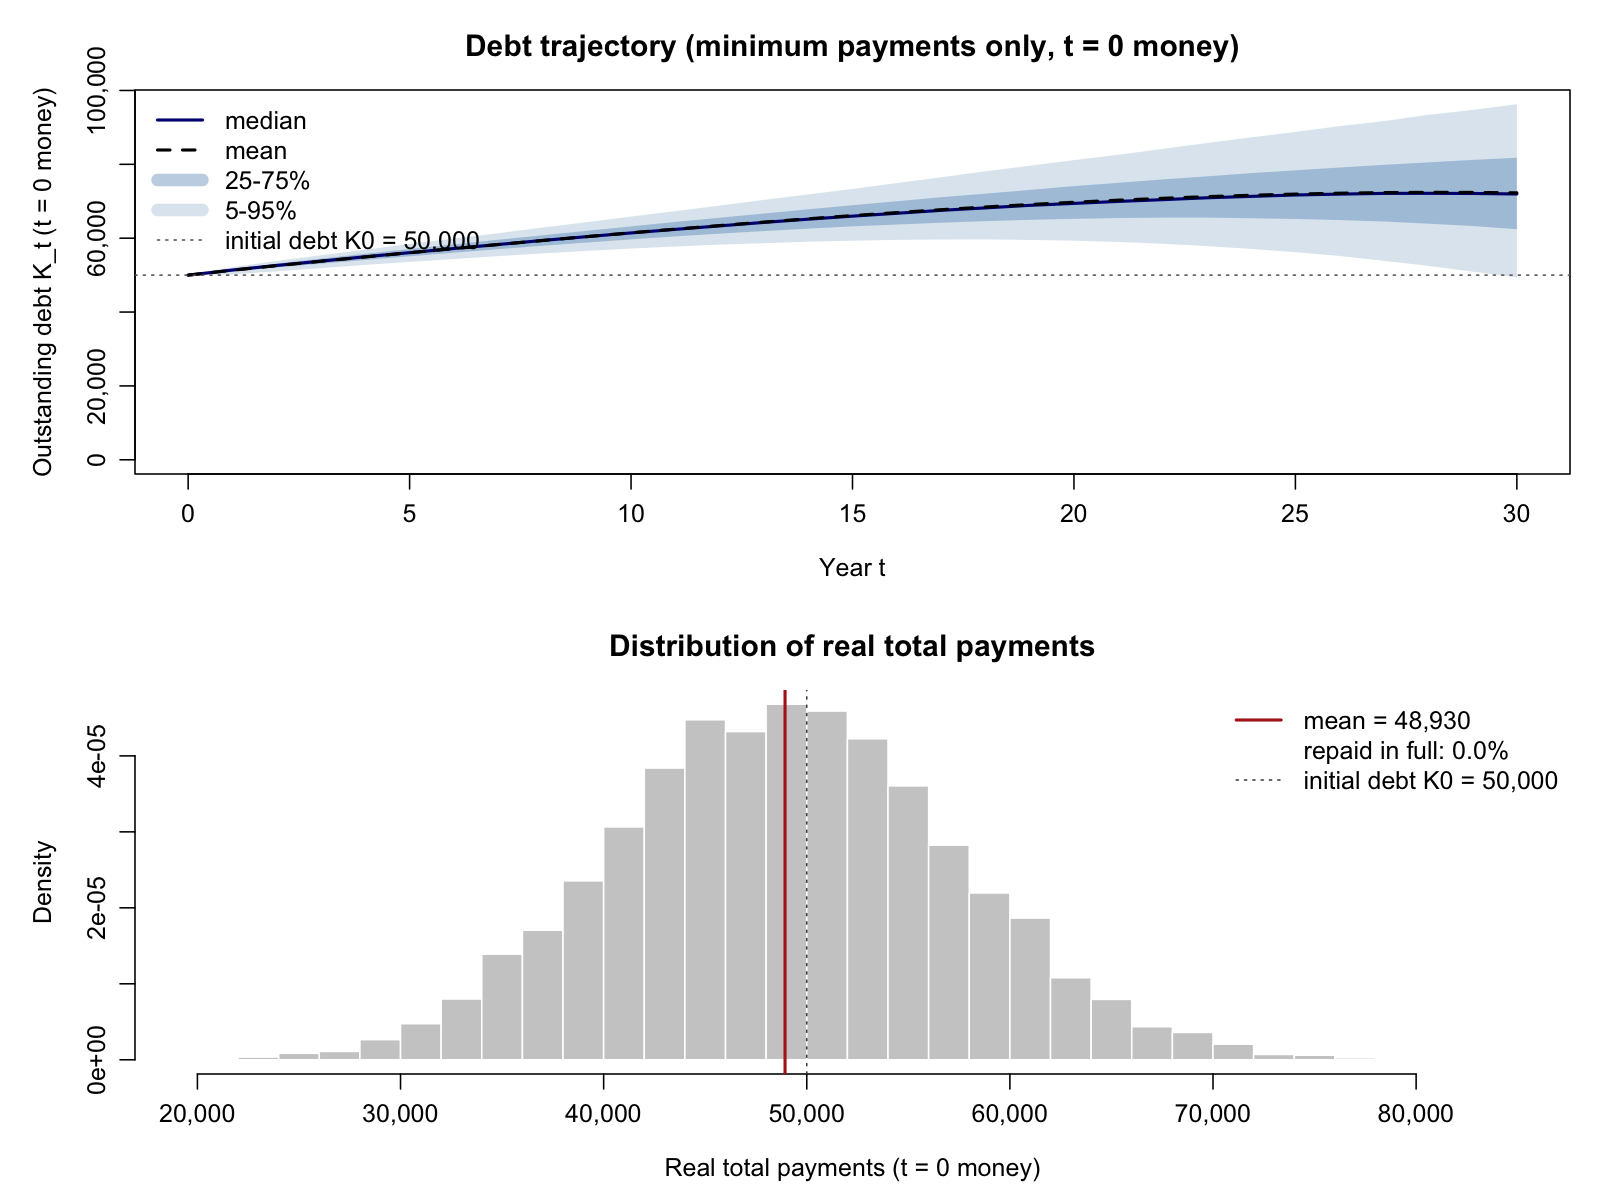 Debt trajectory (minimum payments only, t = 0 money)
Outstanding debt K_t (t = 0 money)
100,000
60,000
20,000
0
median
mean
25-75%
5-95%
initial debt K0 = 50,000
0 5 10 15 20 25 30
Year t
Distribution of real total payments
Density
4e-05
2e-05
0e+00
mean = 48,930
repaid in full: 0.0%
initial debt K0 = 50,000
20,000 30,000 40,000 50,000 60,000 70,000 80,000
Real total payments (t = 0 money)